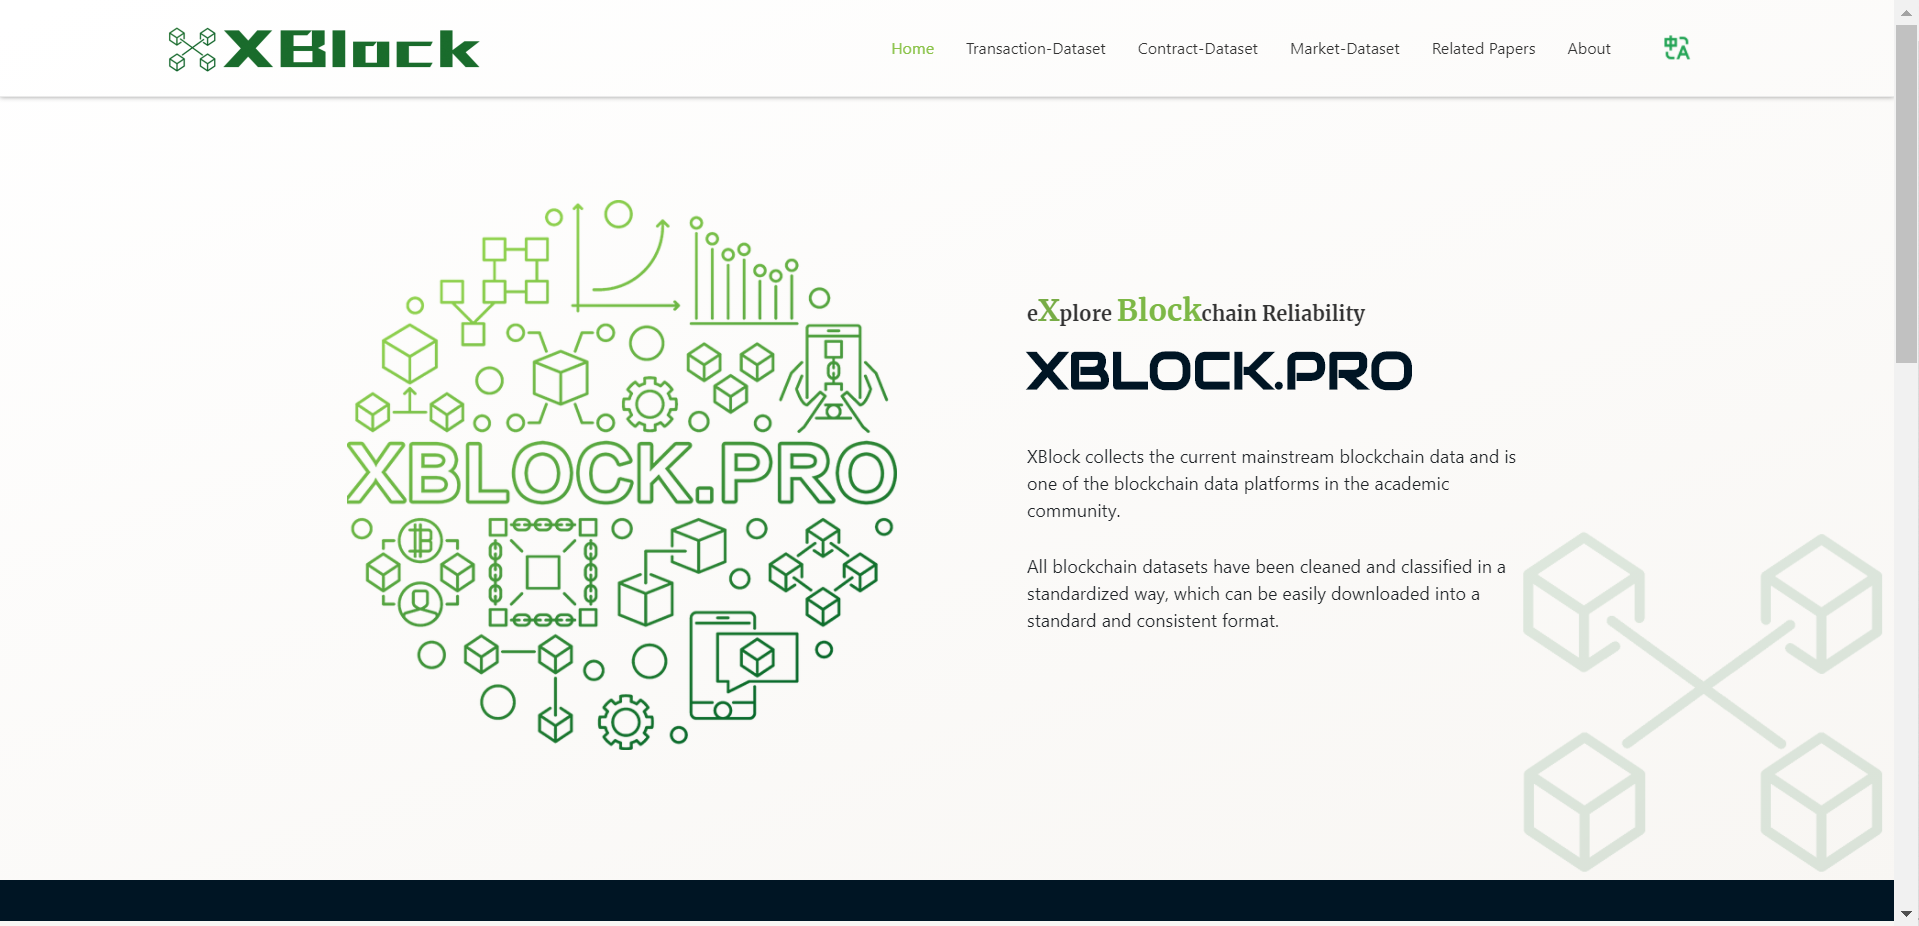 XBlock
Home Transaction-Dataset Contract-Dataset Market-Dataset Related Papers About 中A
eXplore Blockchain Reliability
XBLOCK.PRO
XBLOCK.PRO
XBlock collects the current mainstream blockchain data and is
one of the blockchain data platforms in the academic
community.
All blockchain datasets have been cleaned and classified in a
standardized way, which can be easily downloaded into a
standard and consistent format.